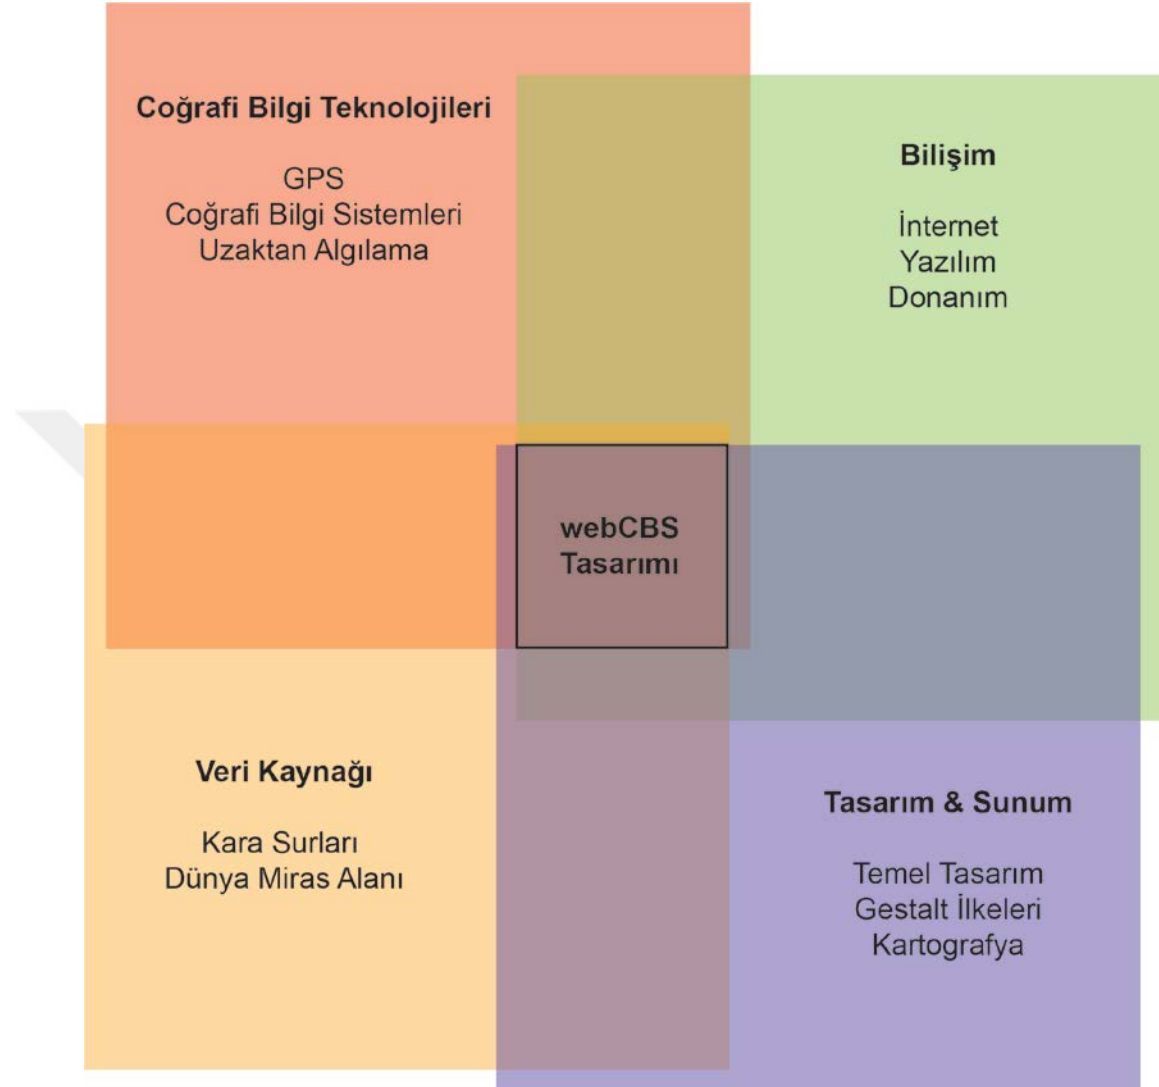 Coğrafi Bilgi Teknolojileri
GPS
Coğrafi Bilgi Sistemleri
Uzaktan Algılama
Bilişim
İnternet
Yazılım
Donanım
webCBS
Tasarımı
Veri Kaynağı
Kara Surları
Dünya Miras Alanı
Tasarım & Sunum
Temel Tasarım
Gestalt İlkeleri
Kartografya